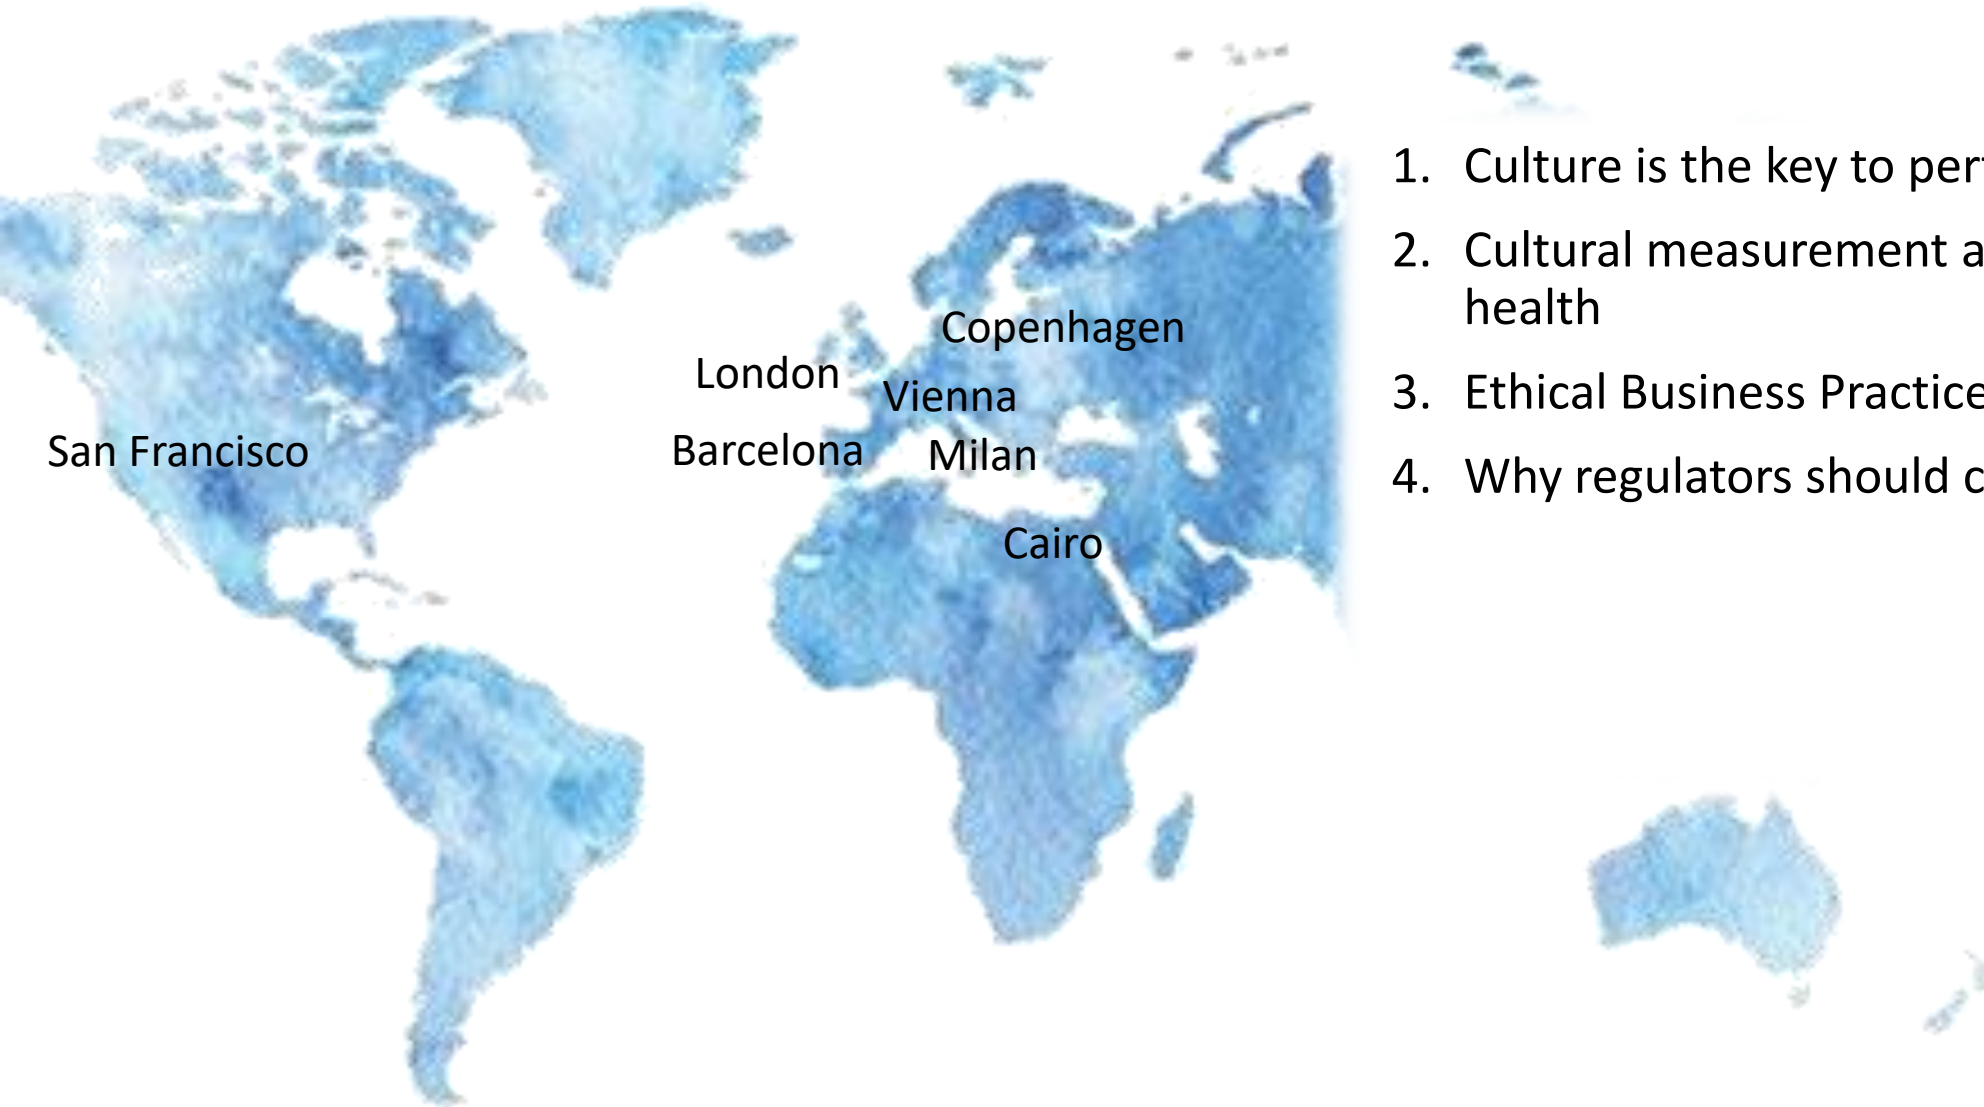 Copenhagen
London
Vienna
San Francisco
Barcelona
Milan
Cairo
1. Culture is the key to
2. Cultural measurement
health
3. Ethical Business Practice
4. Why regulators should